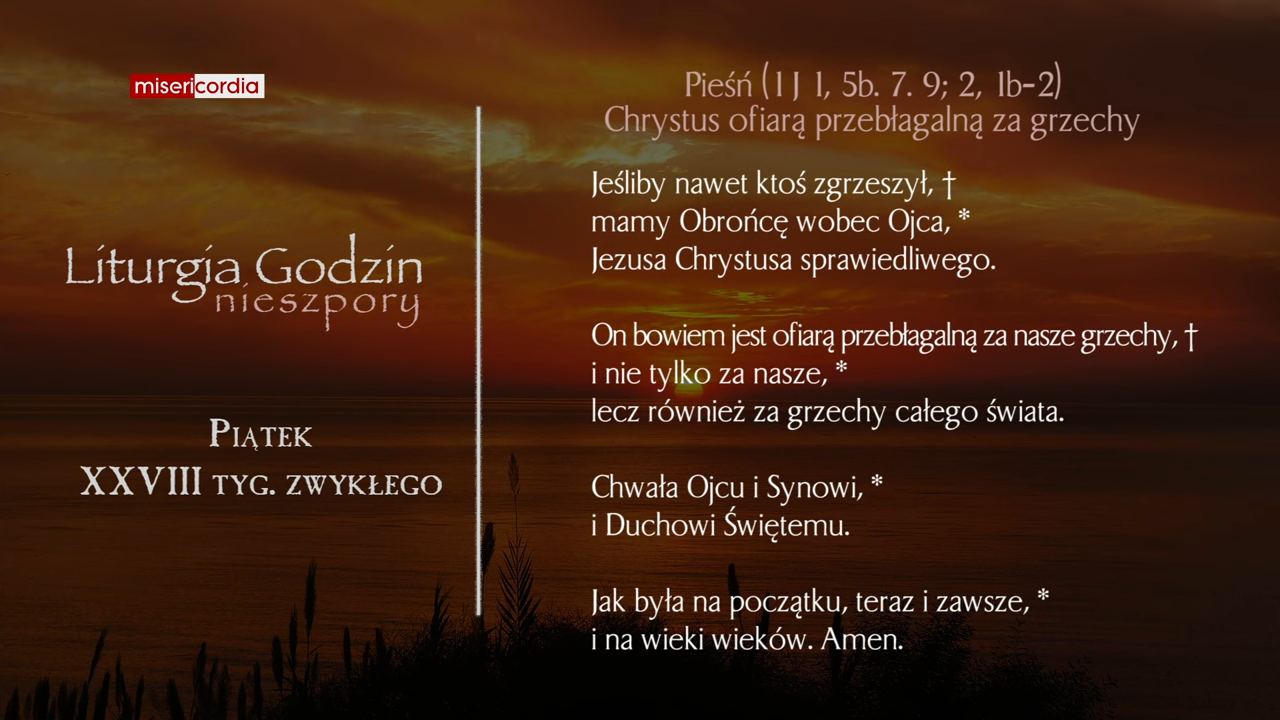 misericordia
Liturgia Godzin
nieszpory
Piątek
XXVIII tyg. zwykłego
Pieśń (1 J 1, 5b. 7. 9; 2, 1b-2)
Chrystus ofiarą przebłagalną za grzechy
Jeśliby nawet ktoś zgrzeszył, †
mamy Obrońcę wobec Ojca, *
Jezusa Chrystusa sprawiedliwego.
On bowiem jest ofiarą przebłagalną za nasze grzechy, †
i nie tylko za nasze, *
lecz również za grzechy całego świata.
Chwała Ojcu i Synowi, *
i Duchowi Świętemu.
Jak była na początku, teraz i zawsze, *
i na wieki wieków. Amen.